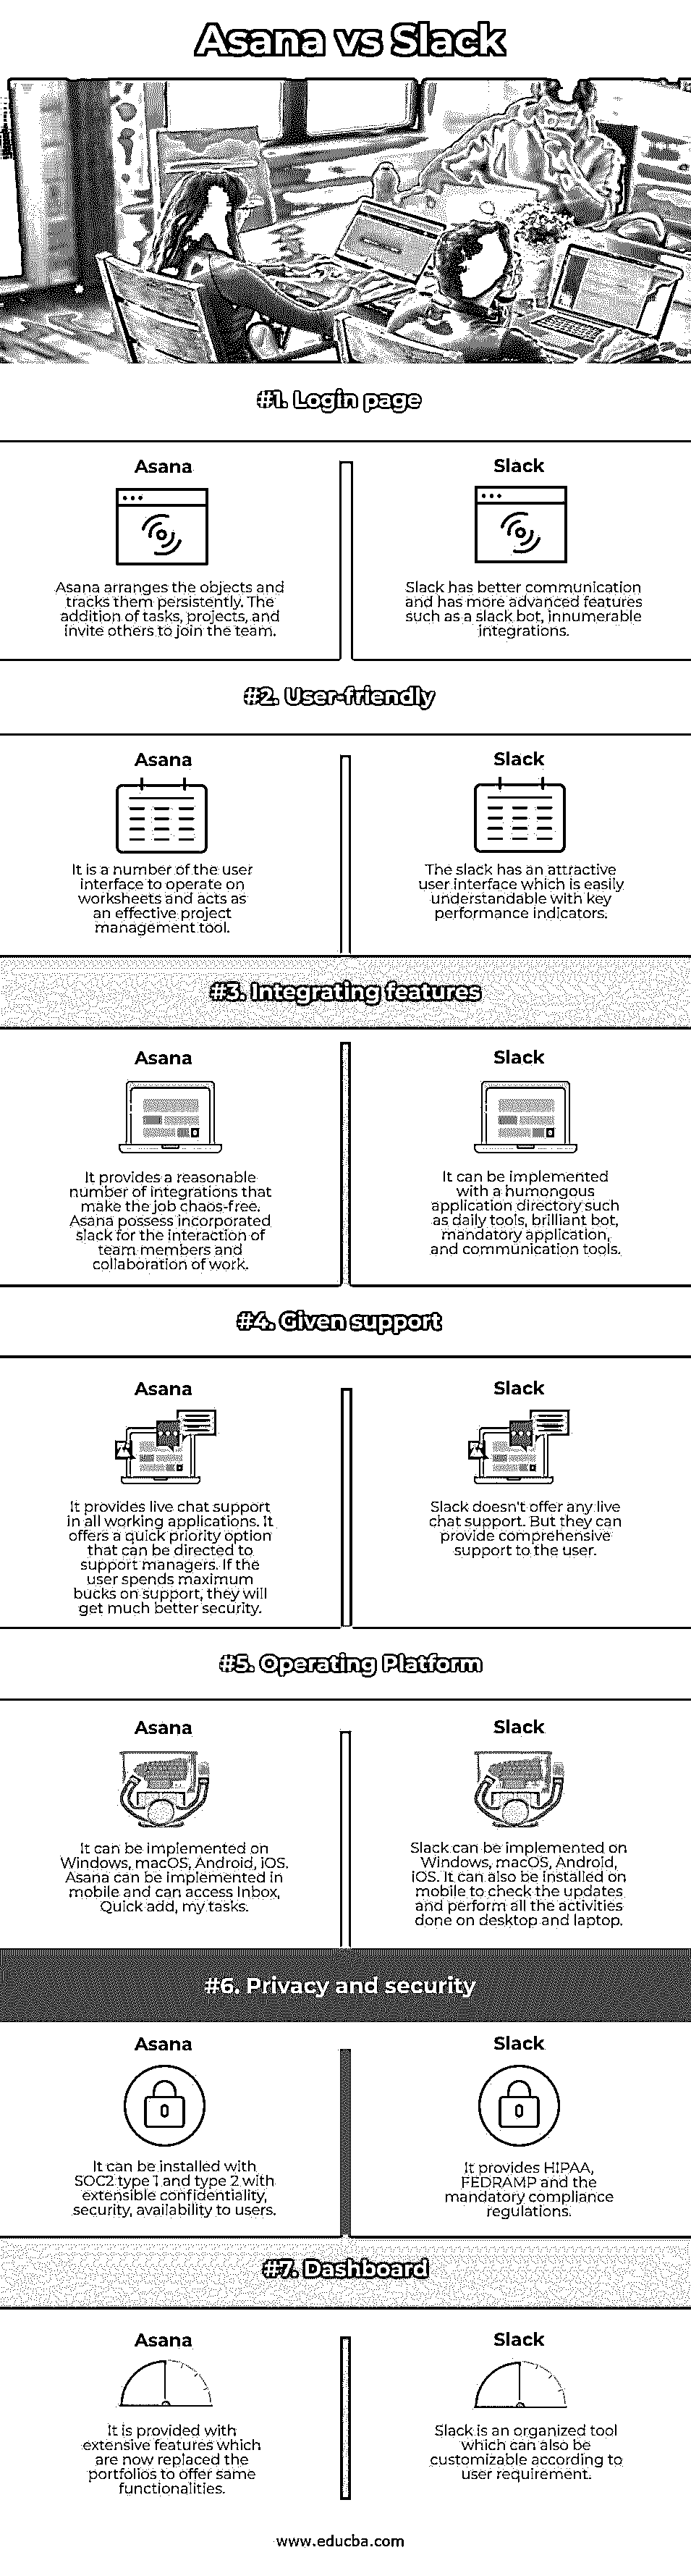 Asana vs Slack
#1. Login page
Asana
Asana arranges the objects and
tracks them persistently. The
addition of tasks, projects, and
invite others to join the team.
Slack
Slack has better communication
and has more advanced features
such as a slack bot, innumerable
integrations.
#2. User-friendly
Asana
It is a number of the user
interface to operate on
worksheets and acts as
an effective project
management tool.
Slack
The slack has an attractive
user interface which is easily
understandable with key
performance indicators.
#3. Integrating features
Asana
It provides a reasonable
number of integrations that
make the job chaos-free.
Asana possess incorporated
slack for the interaction of
team members and
collaboration of work.
Slack
It can be implemented
with a humongous
application directory such
as daily tools, brilliant bot,
mandatory application,
and communication tools.
#4. Given support
Asana
It provides live chat support
in all working applications. It
offers a quick priority option
that can be directed to
support managers. If the
user spends maximum
bucks on support, they will
get much better security.
Slack
Slack doesn't offer any live
chat support. But they can
provide comprehensive
support to the user.
#5. Operating Platform
Asana
It can be implemented on
Windows, macOS, Android, iOS.
Asana can be implemented in
mobile and can access Inbox,
Quick add, my tasks.
Slack
Slack can be implemented on
Windows, macOS, Android,
iOS. It can also be installed on
mobile to check the updates
and perform all the activities
done on desktop and laptop.
#6. Privacy and security
Asana
It can be installed with
SOC2 type 1 and type 2 with
extensible confidentiality,
security, availability to users.
Slack
It provides HIPAA,
FEDRAMP and the
mandatory compliance
regulations.
#7. Dashboard
Asana
It is provided with
extensive features which
are now replaced the
portfolios to offer same
functionalities.
Slack
Slack is an organized tool
which can also be
customizable according to
user requirement.
www.educba.com